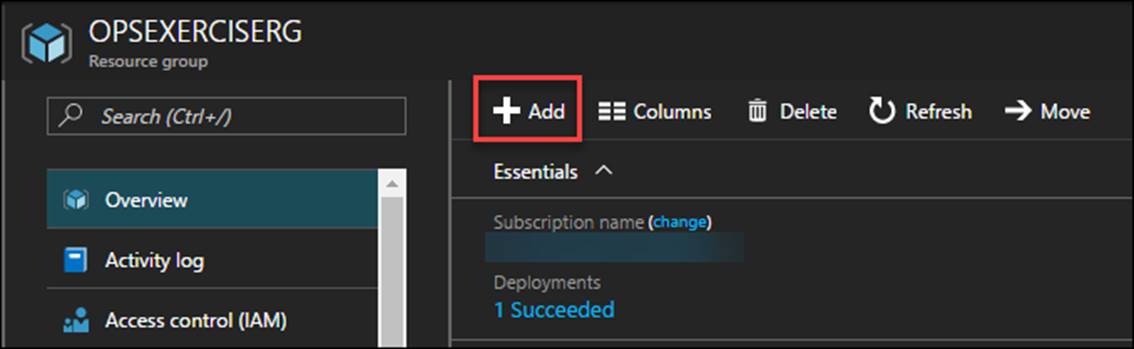 OPSEXERCISERG
Resource group
Search (Ctrl+/)
Overview
Activity log
Access control (IAM)
Add
Columns
Delete
Refresh
Move
Essentials
Subscription name (change)
Deployments
1 Succeeded